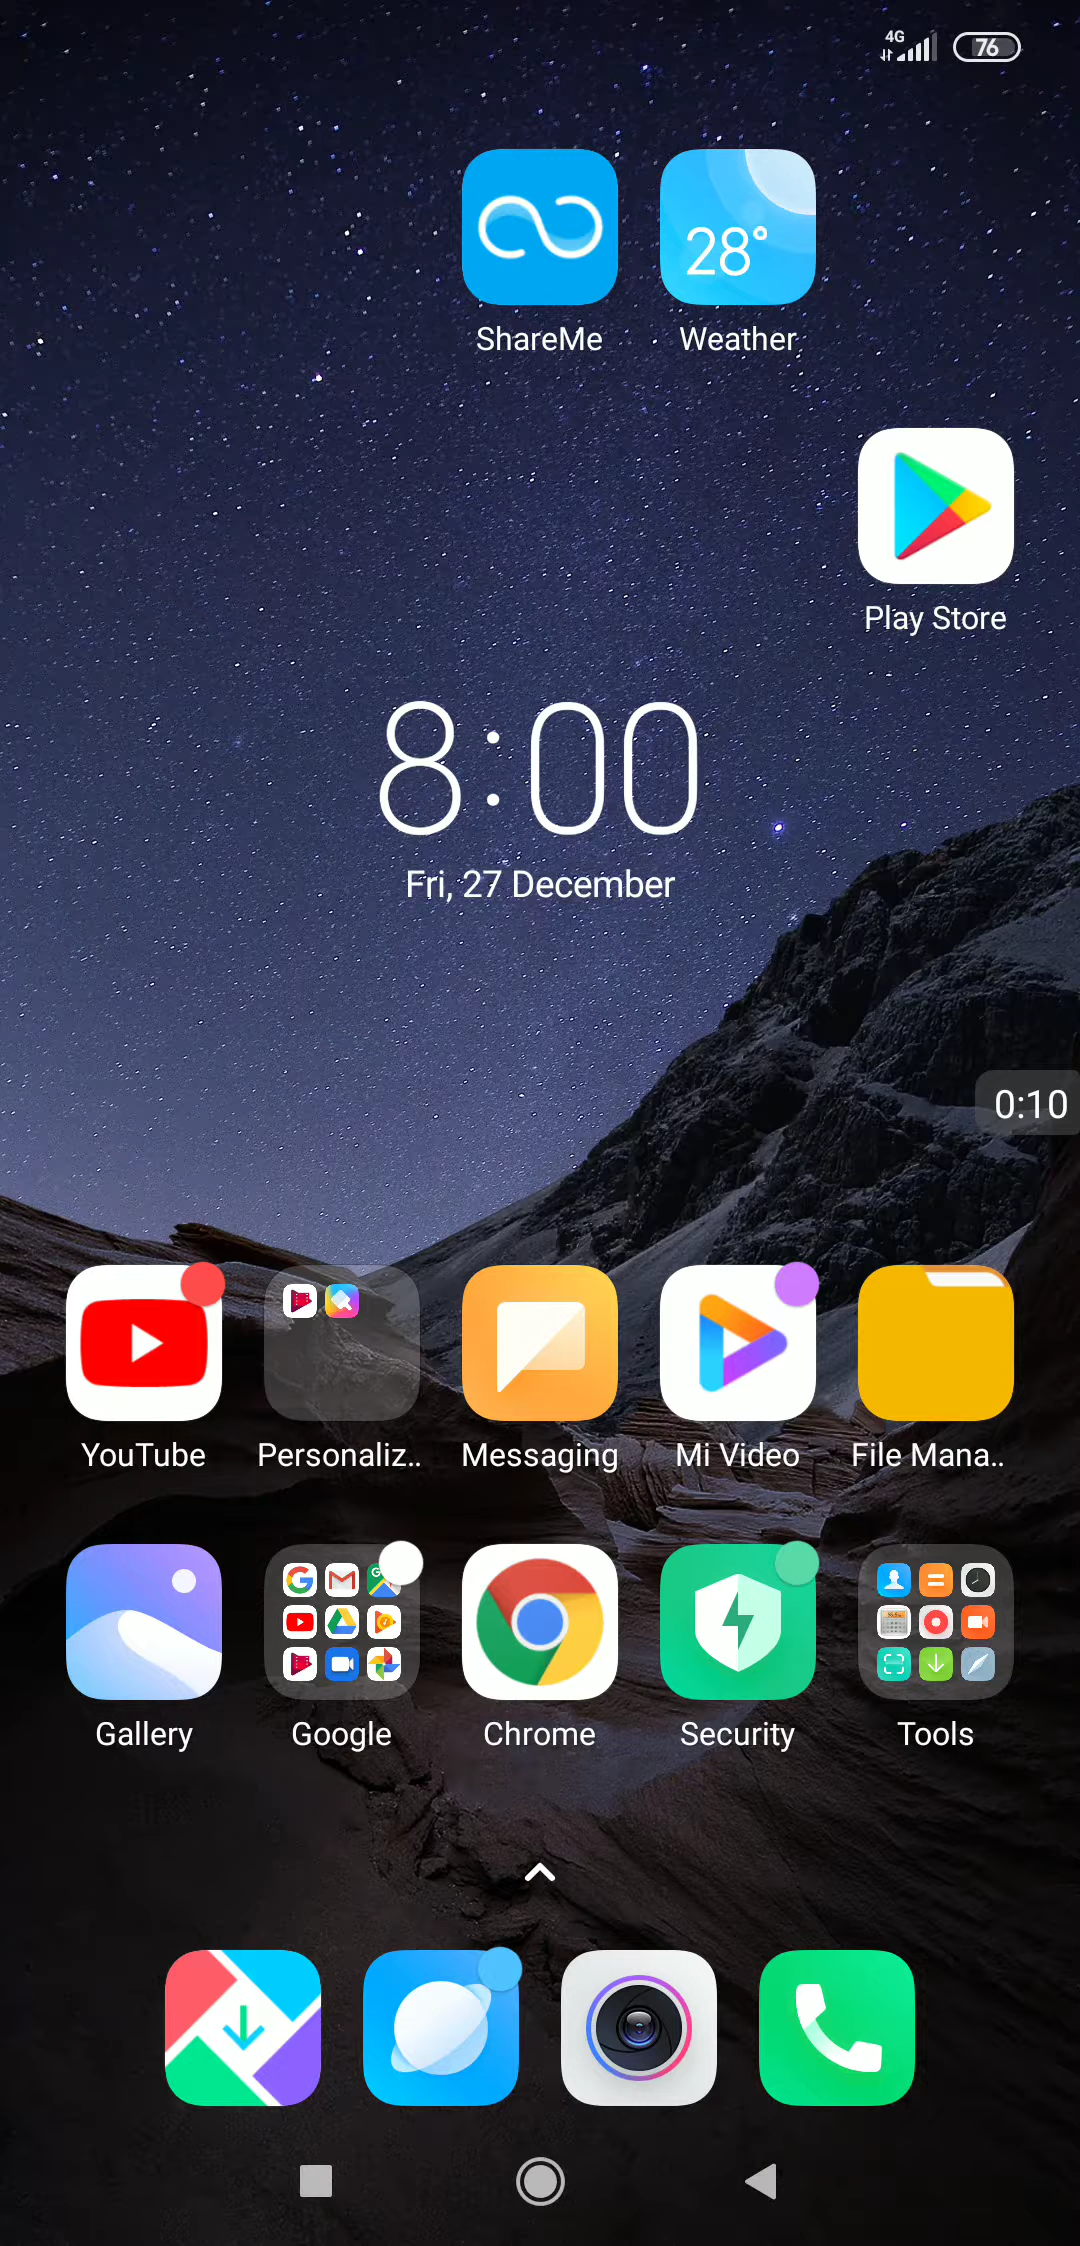 4G
76
28°
ShareMe
Weather
Play Store
8:00
Fri, 27 December
0:10
YouTube
Personaliz..
Messaging
Mi Video
File Mana..
Gallery
Google
Chrome
Security
Tools